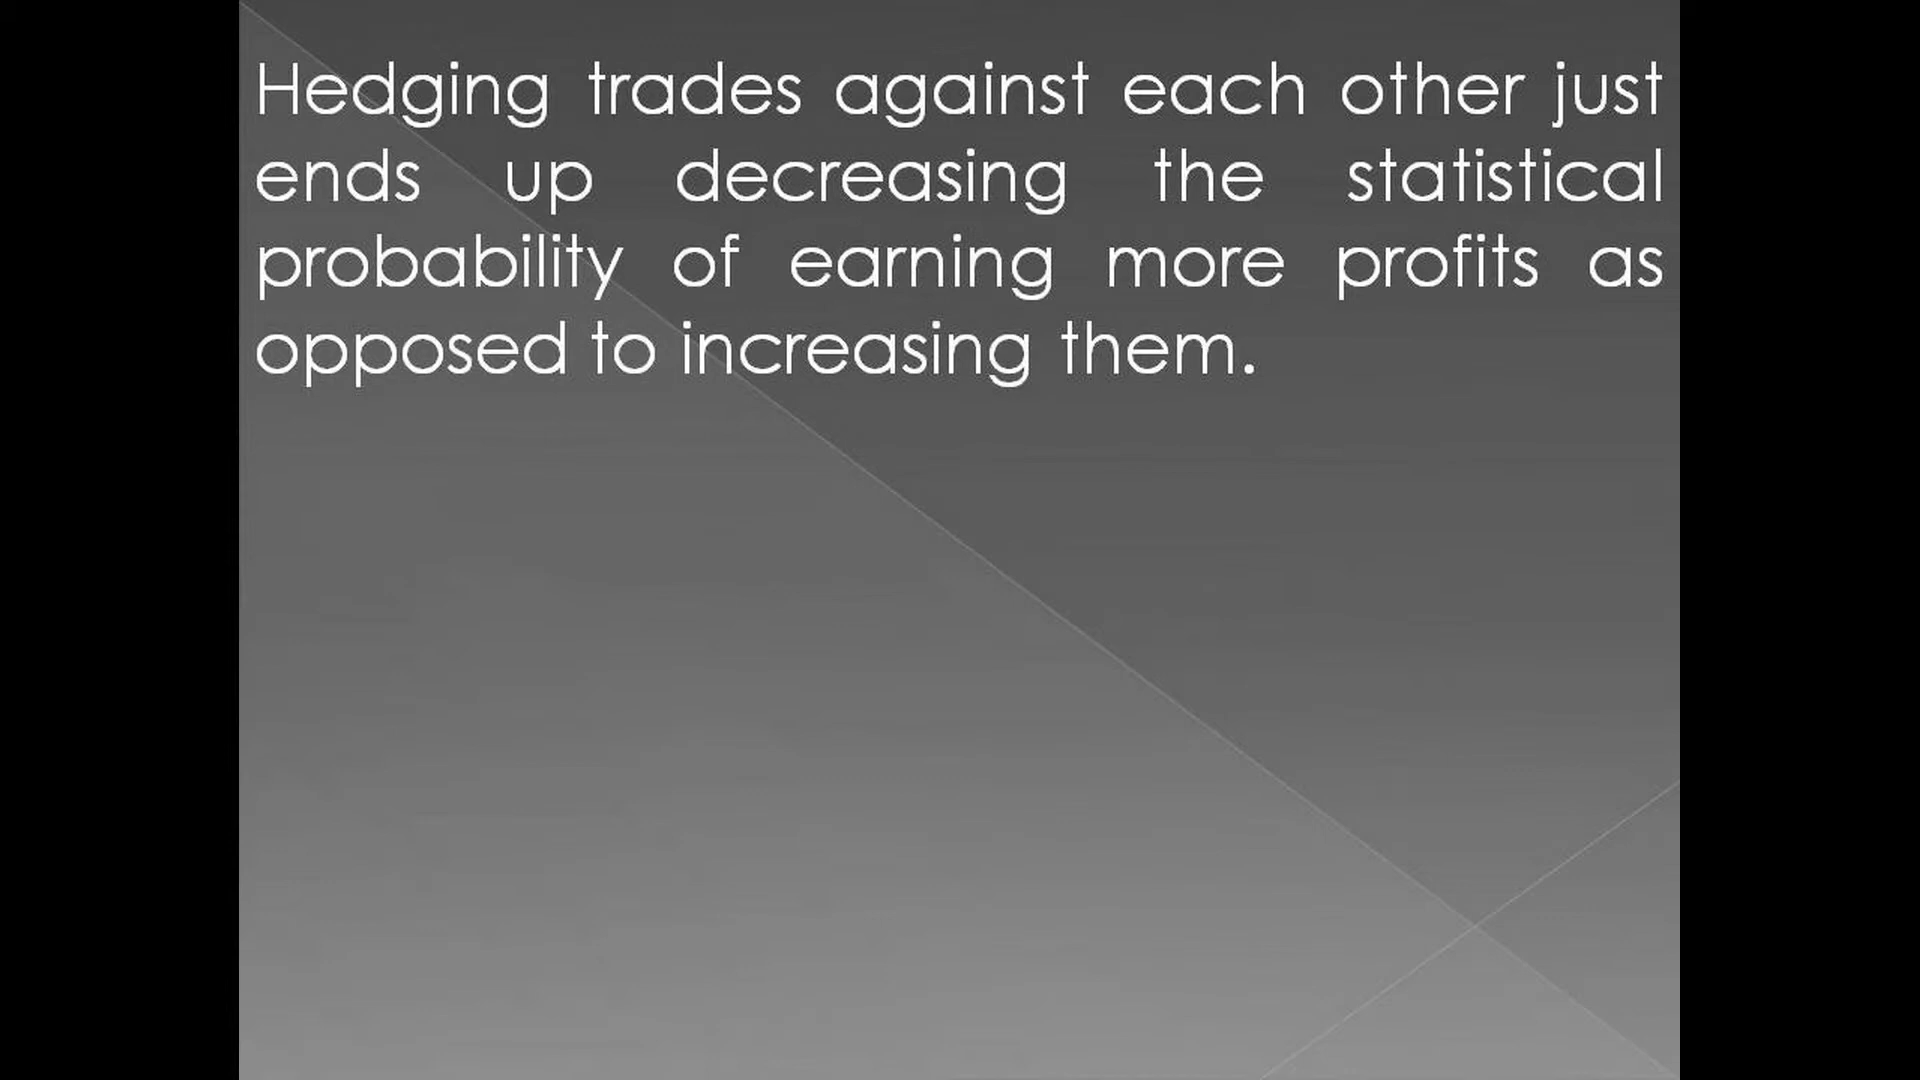 Hedging trades against each other just
ends up decreasing the statistical
probability of earning more profits as
opposed to increasing them.